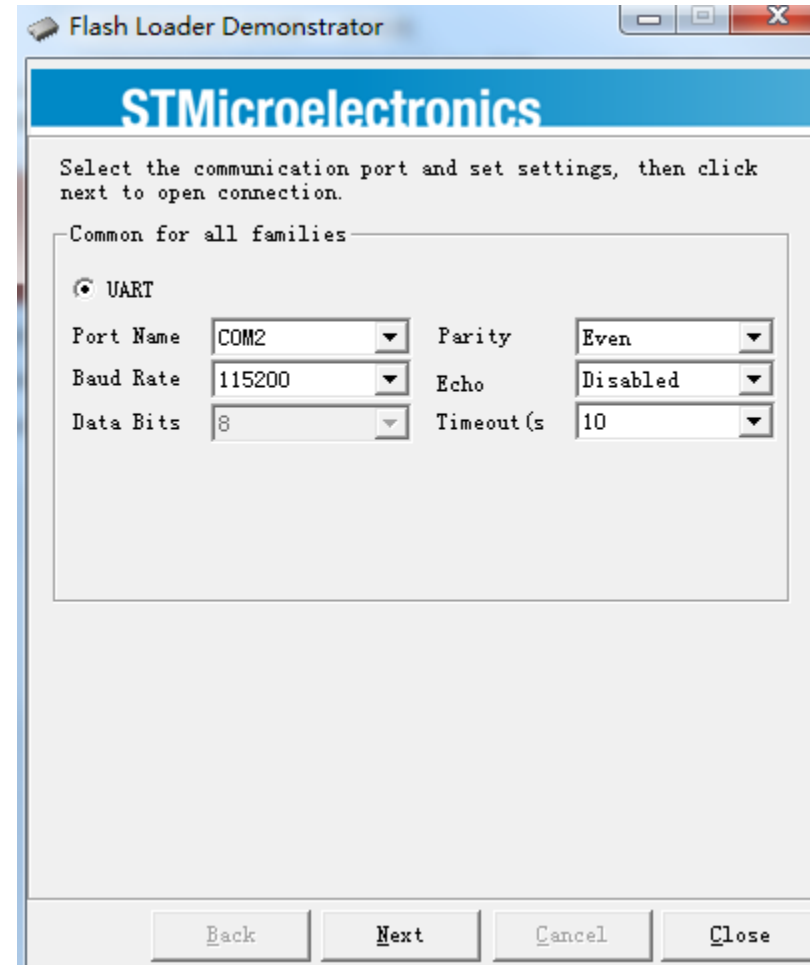 Flash Loader Demonstrator
STMicroelectronics
Select the communication port and set settings, then click
next to open connection.
Common for all families
UART
Port Name COM2 Parity Even
Baud Rate 115200 Echo Disabled
Data Bits 8 Timeout(s 10
Back Next Cancel Close